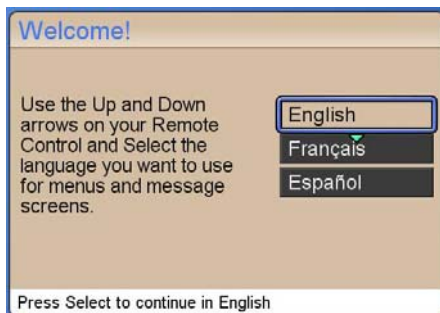 Welcome!
Use the Up and Down
arrows on your Remote
Control and Select the
language you want to use
for menus and message
screens.
English
Français
Español
Press Select to continue in English